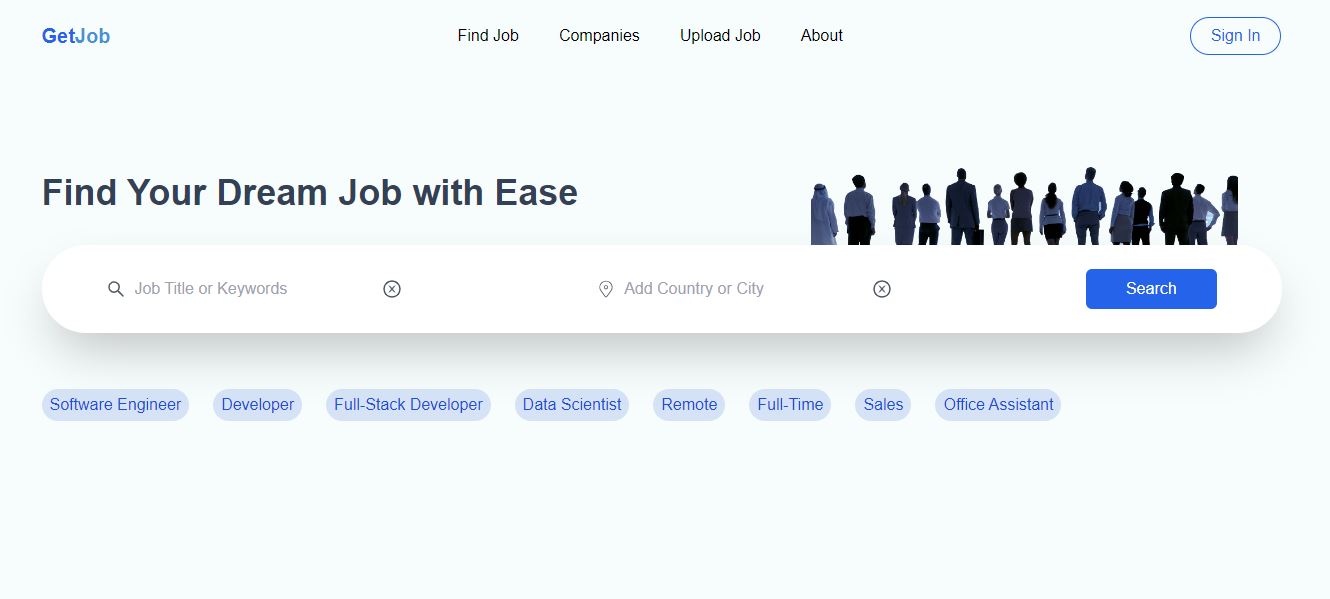 GetJob
Find Job Companies Upload Job About
Sign In
Find Your Dream Job with Ease
Job Title or Keywords
Add Country or City
Search
Software Engineer Developer Full-Stack Developer Data Scientist Remote Full-Time Sales Office Assistant